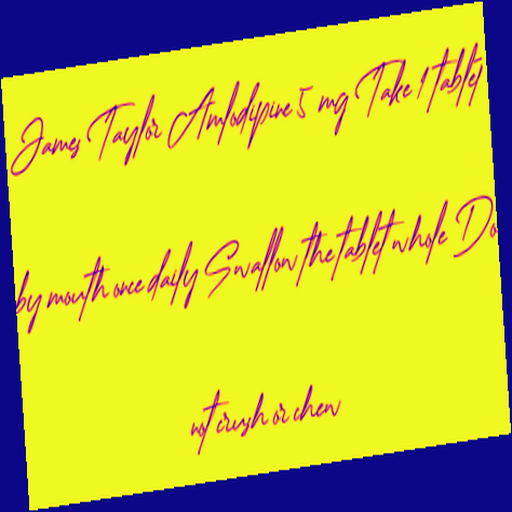 James Taylor Amlodipine 5 mg Take 1 tablet
by mouth once daily Swallow the tablet whole Do
not crush or chew